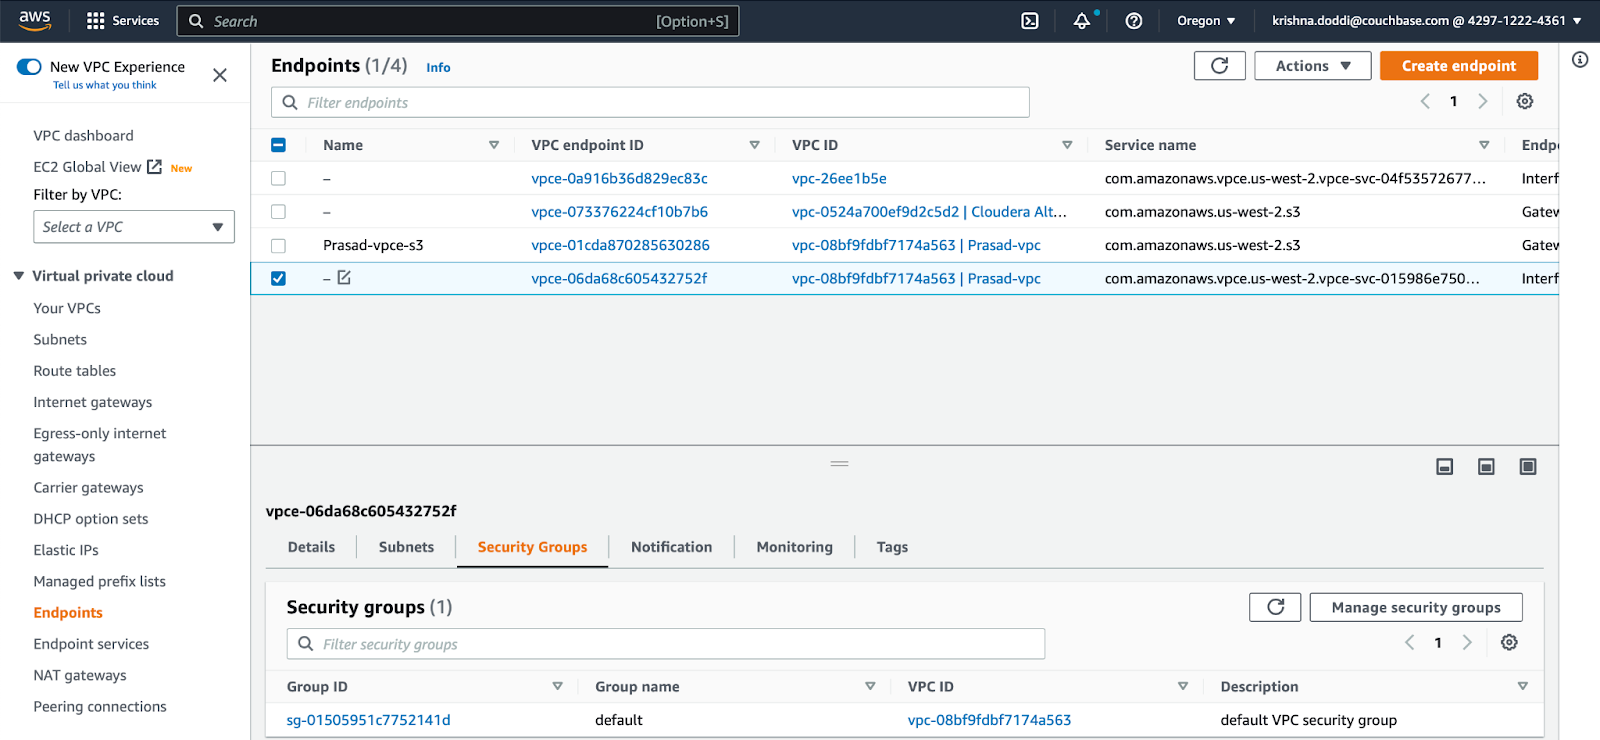 aws Services Search [Option+S] Oregon ▼ krishna.doddi@couchbase.com @ 4297-1222-4361 ▼
New VPC Experience
Tell us what you think
VPC dashboard
EC2 Global View New
Filter by VPC:
Select a VPC
Virtual private cloud
Your VPCs
Subnets
Route tables
Internet gateways
Egress-only internet
gateways
Carrier gateways
DHCP option sets
Elastic IPs
Managed prefix lists
Endpoints
Endpoint services
NAT gateways
Peering connections
Endpoints (1/4) Info
Actions ▼ Create endpoint
Filter endpoints
1
Name VPC endpoint ID VPC ID Service name Endp
– vpce-0a916b36d829ec83c vpc-26ee1b5e com.amazonaws.vpce.us-west-2.vpce-svc-04f53572677... Interf
– vpce-073376224cf10b7b6 vpc-0524a700ef9d2c5d2 | Cloudera Alt... com.amazonaws.us-west-2.s3 Gatew
Prasad-vpce-s3 vpce-01cda870285630286 vpc-08bf9fdbf7174a563 | Prasad-vpc com.amazonaws.us-west-2.s3 Gatew
– vpce-06da68c605432752f vpc-08bf9fdbf7174a563 | Prasad-vpc com.amazonaws.vpce.us-west-2.vpce-svc-015986e750... Interf
vpce-06da68c605432752f
Details Subnets Security Groups Notification Monitoring Tags
Security groups (1)
Manage security groups
Filter security groups
1
Group ID Group name VPC ID Description
sg-01505951c7752141d default vpc-08bf9fdbf7174a563 default VPC security group